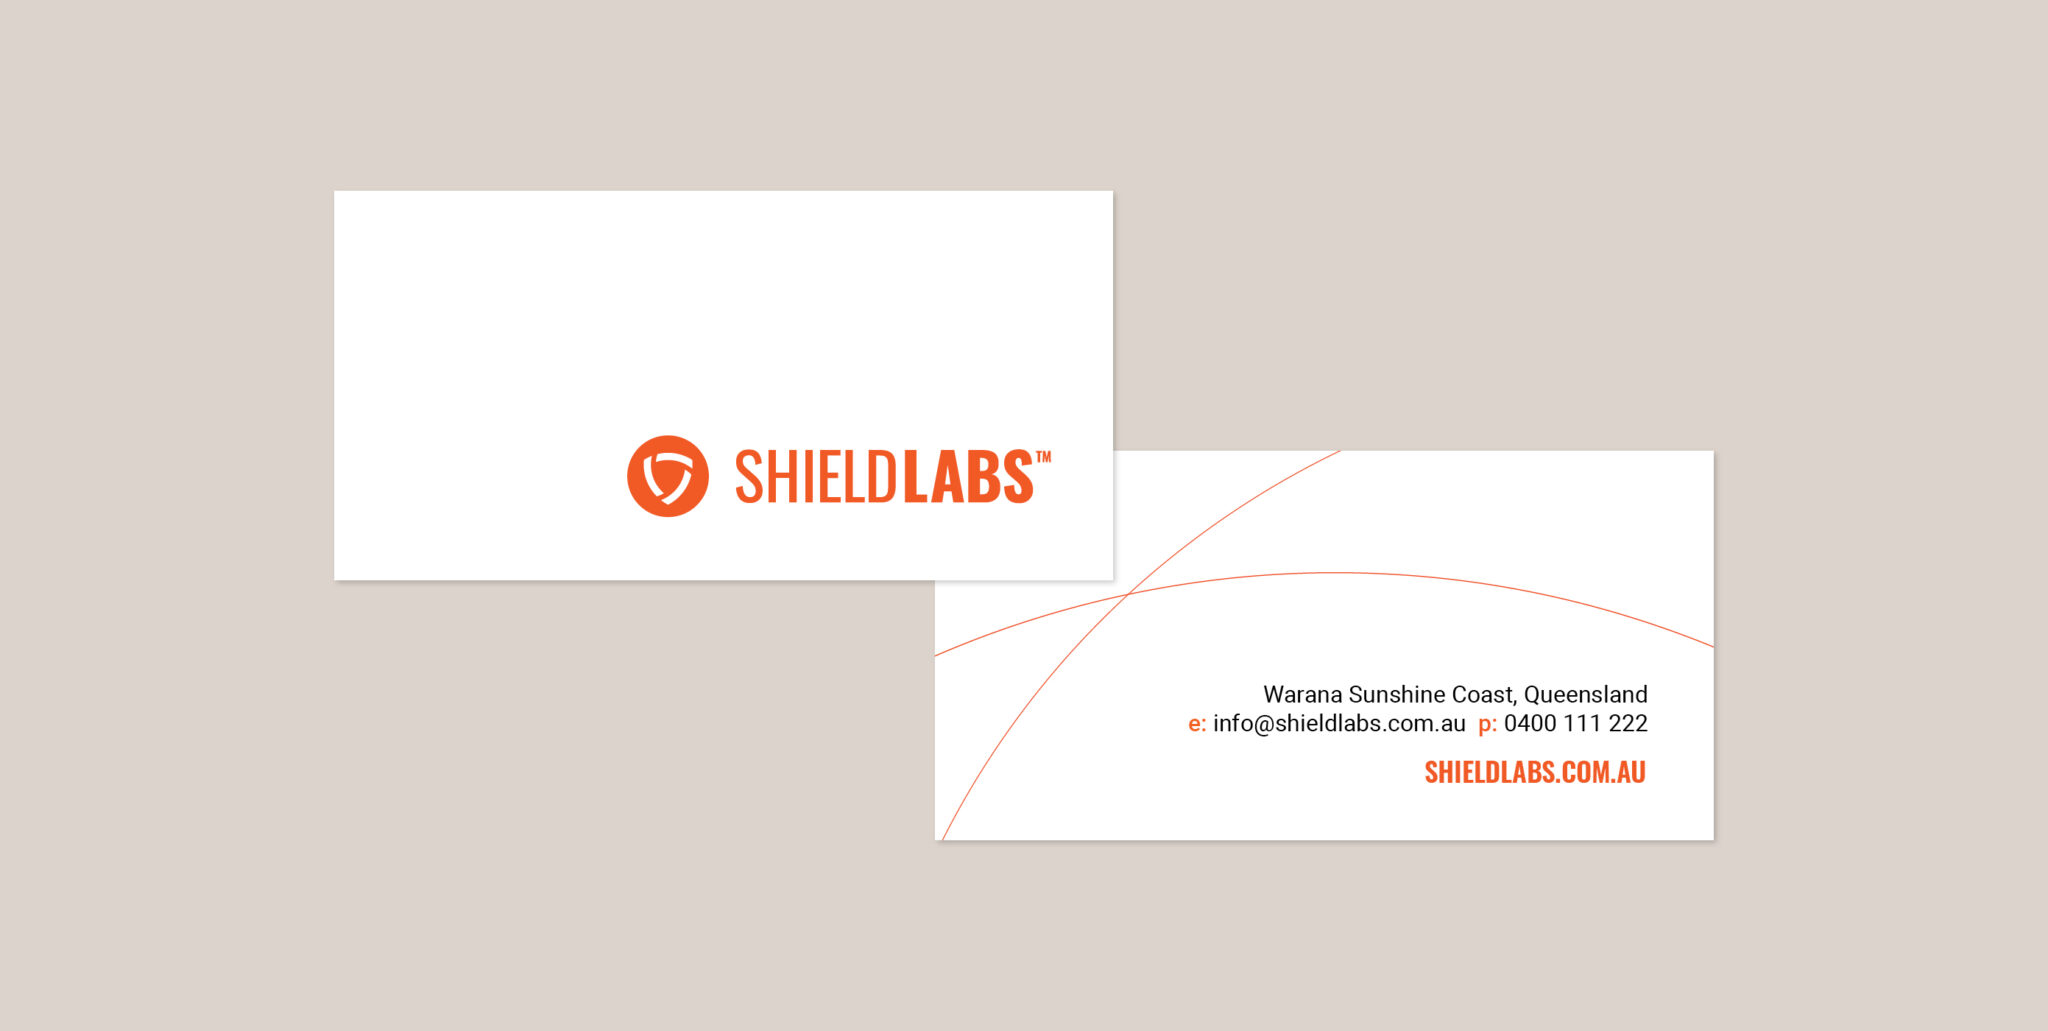 SHIELDLABS™
Warana Sunshine Coast, Queensland
e: info@shieldlabs.com.au p: 0400 111 222
SHIELDLABS.COM.AU